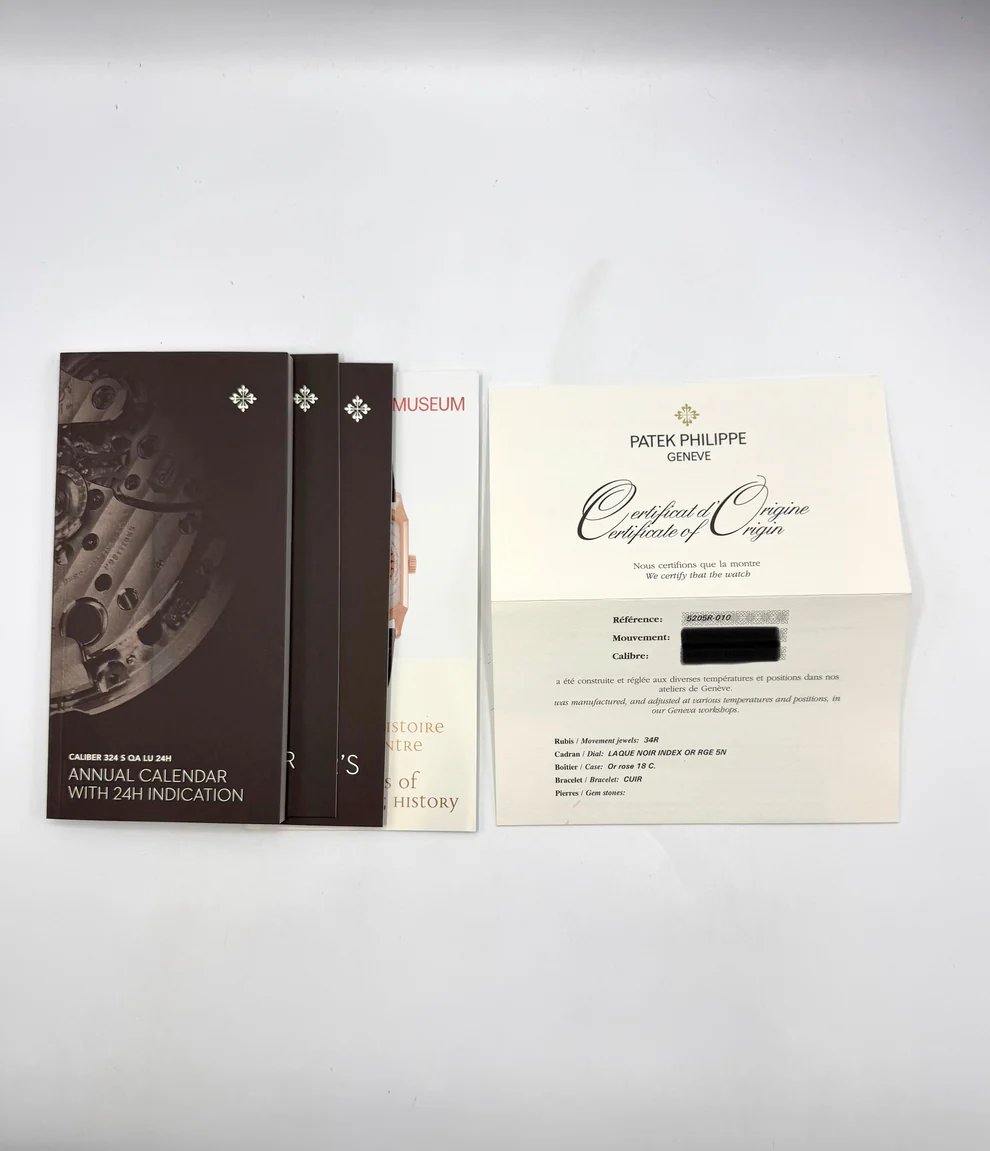 CALIBER 324 S QA LU 24H
ANNUAL CALENDAR
WITH 24H INDICATION
R
'S
MUSEUM
ISTOIRE
NTRE
s of
HISTORY
PATEK PHILIPPE
GENEVE
Certificat d'Origine
Certificate of Origin
Nous certifions que la montre
We certify that the watch
Référence: 5205R-010
Mouvement:
Calibre:
a été construite et réglée aux diverses températures et positions dans nos
ateliers de Genève.
was manufactured, and adjusted at various temperatures and positions, in
our Geneva workshops.
Rubis / Movement jewels: 34R
Cadran / Dial: LAQUE NOIR INDEX OR RGE 5N
Boitier / Case: Or rose 18 C.
Bracelet / Bracelet: CUIR
Pierres / Gem stones: